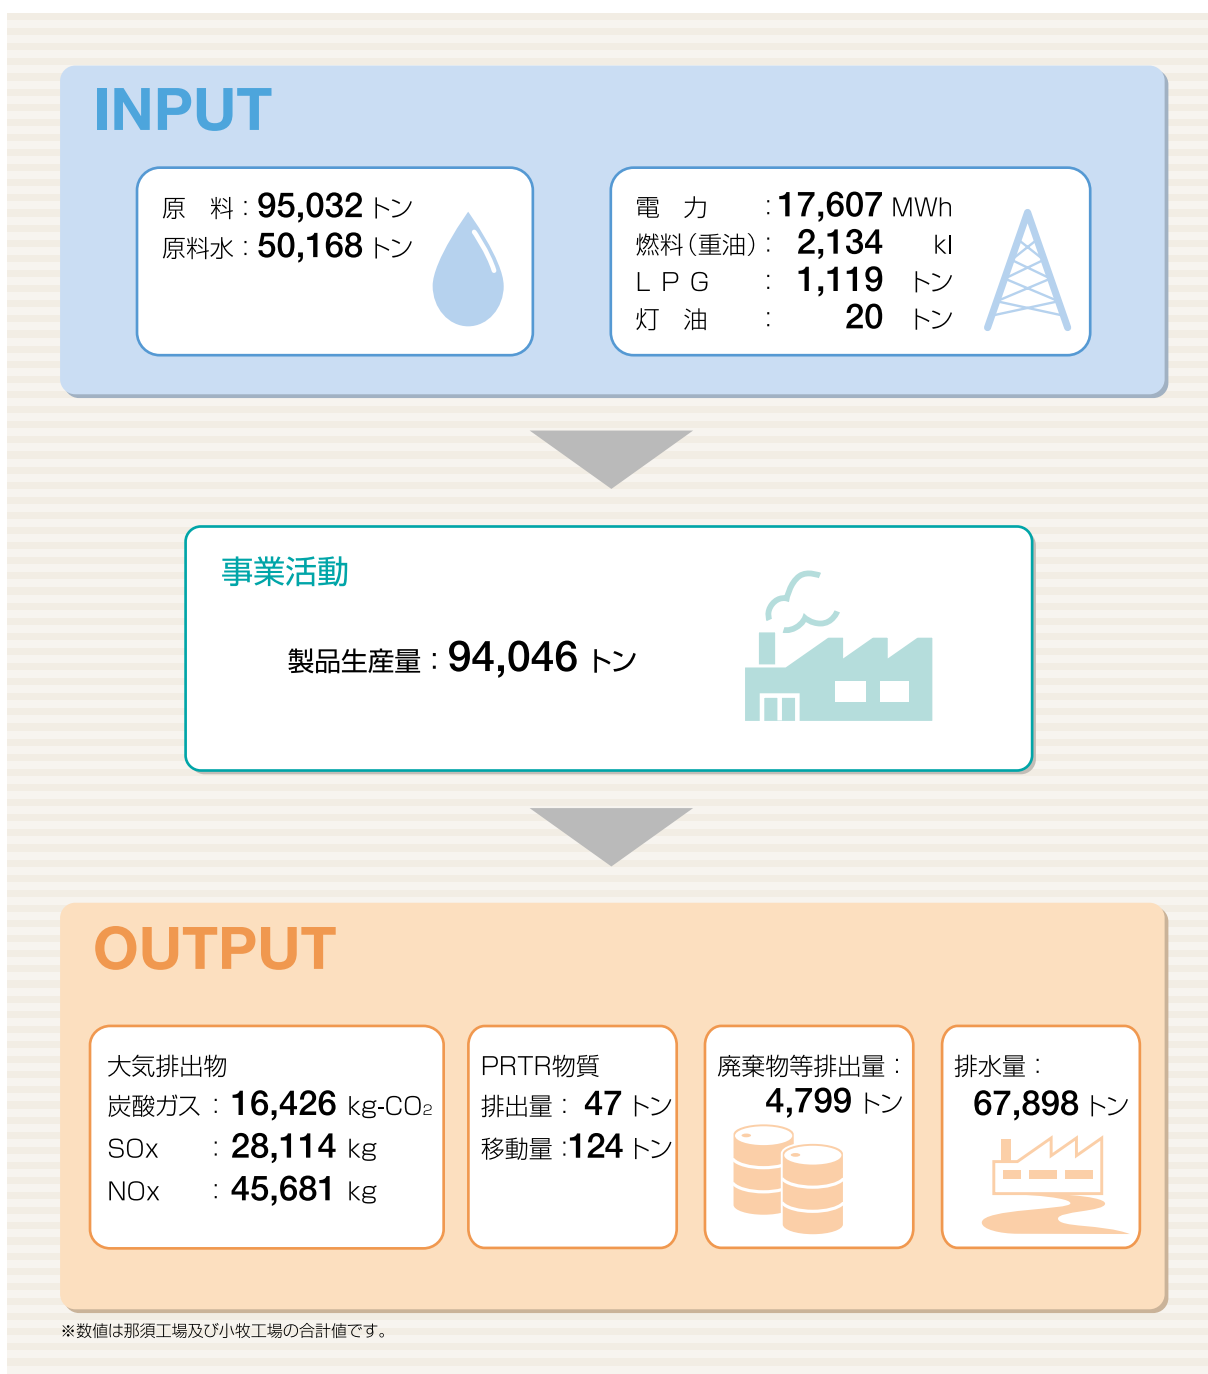 INPUT
原　料：95,032 トン
原料水：50,168 トン
電　力　：17,607 MWh
燃料（重油）：2,134 kl
ＬＰＧ　：1,119 トン
灯　油　：20 トン
事業活動
製品生産量：94,046 トン
OUTPUT
大気排出物
炭酸ガス：16,426 kg-CO₂
SOx　：28,114 kg
NOx　：45,681 kg
PRTR物質
排出量：47 トン
移動量：124 トン
廃棄物等排出量：
4,799 トン
排水量：
67,898 トン
※数値は那須工場及び小牧工場の合計値です。